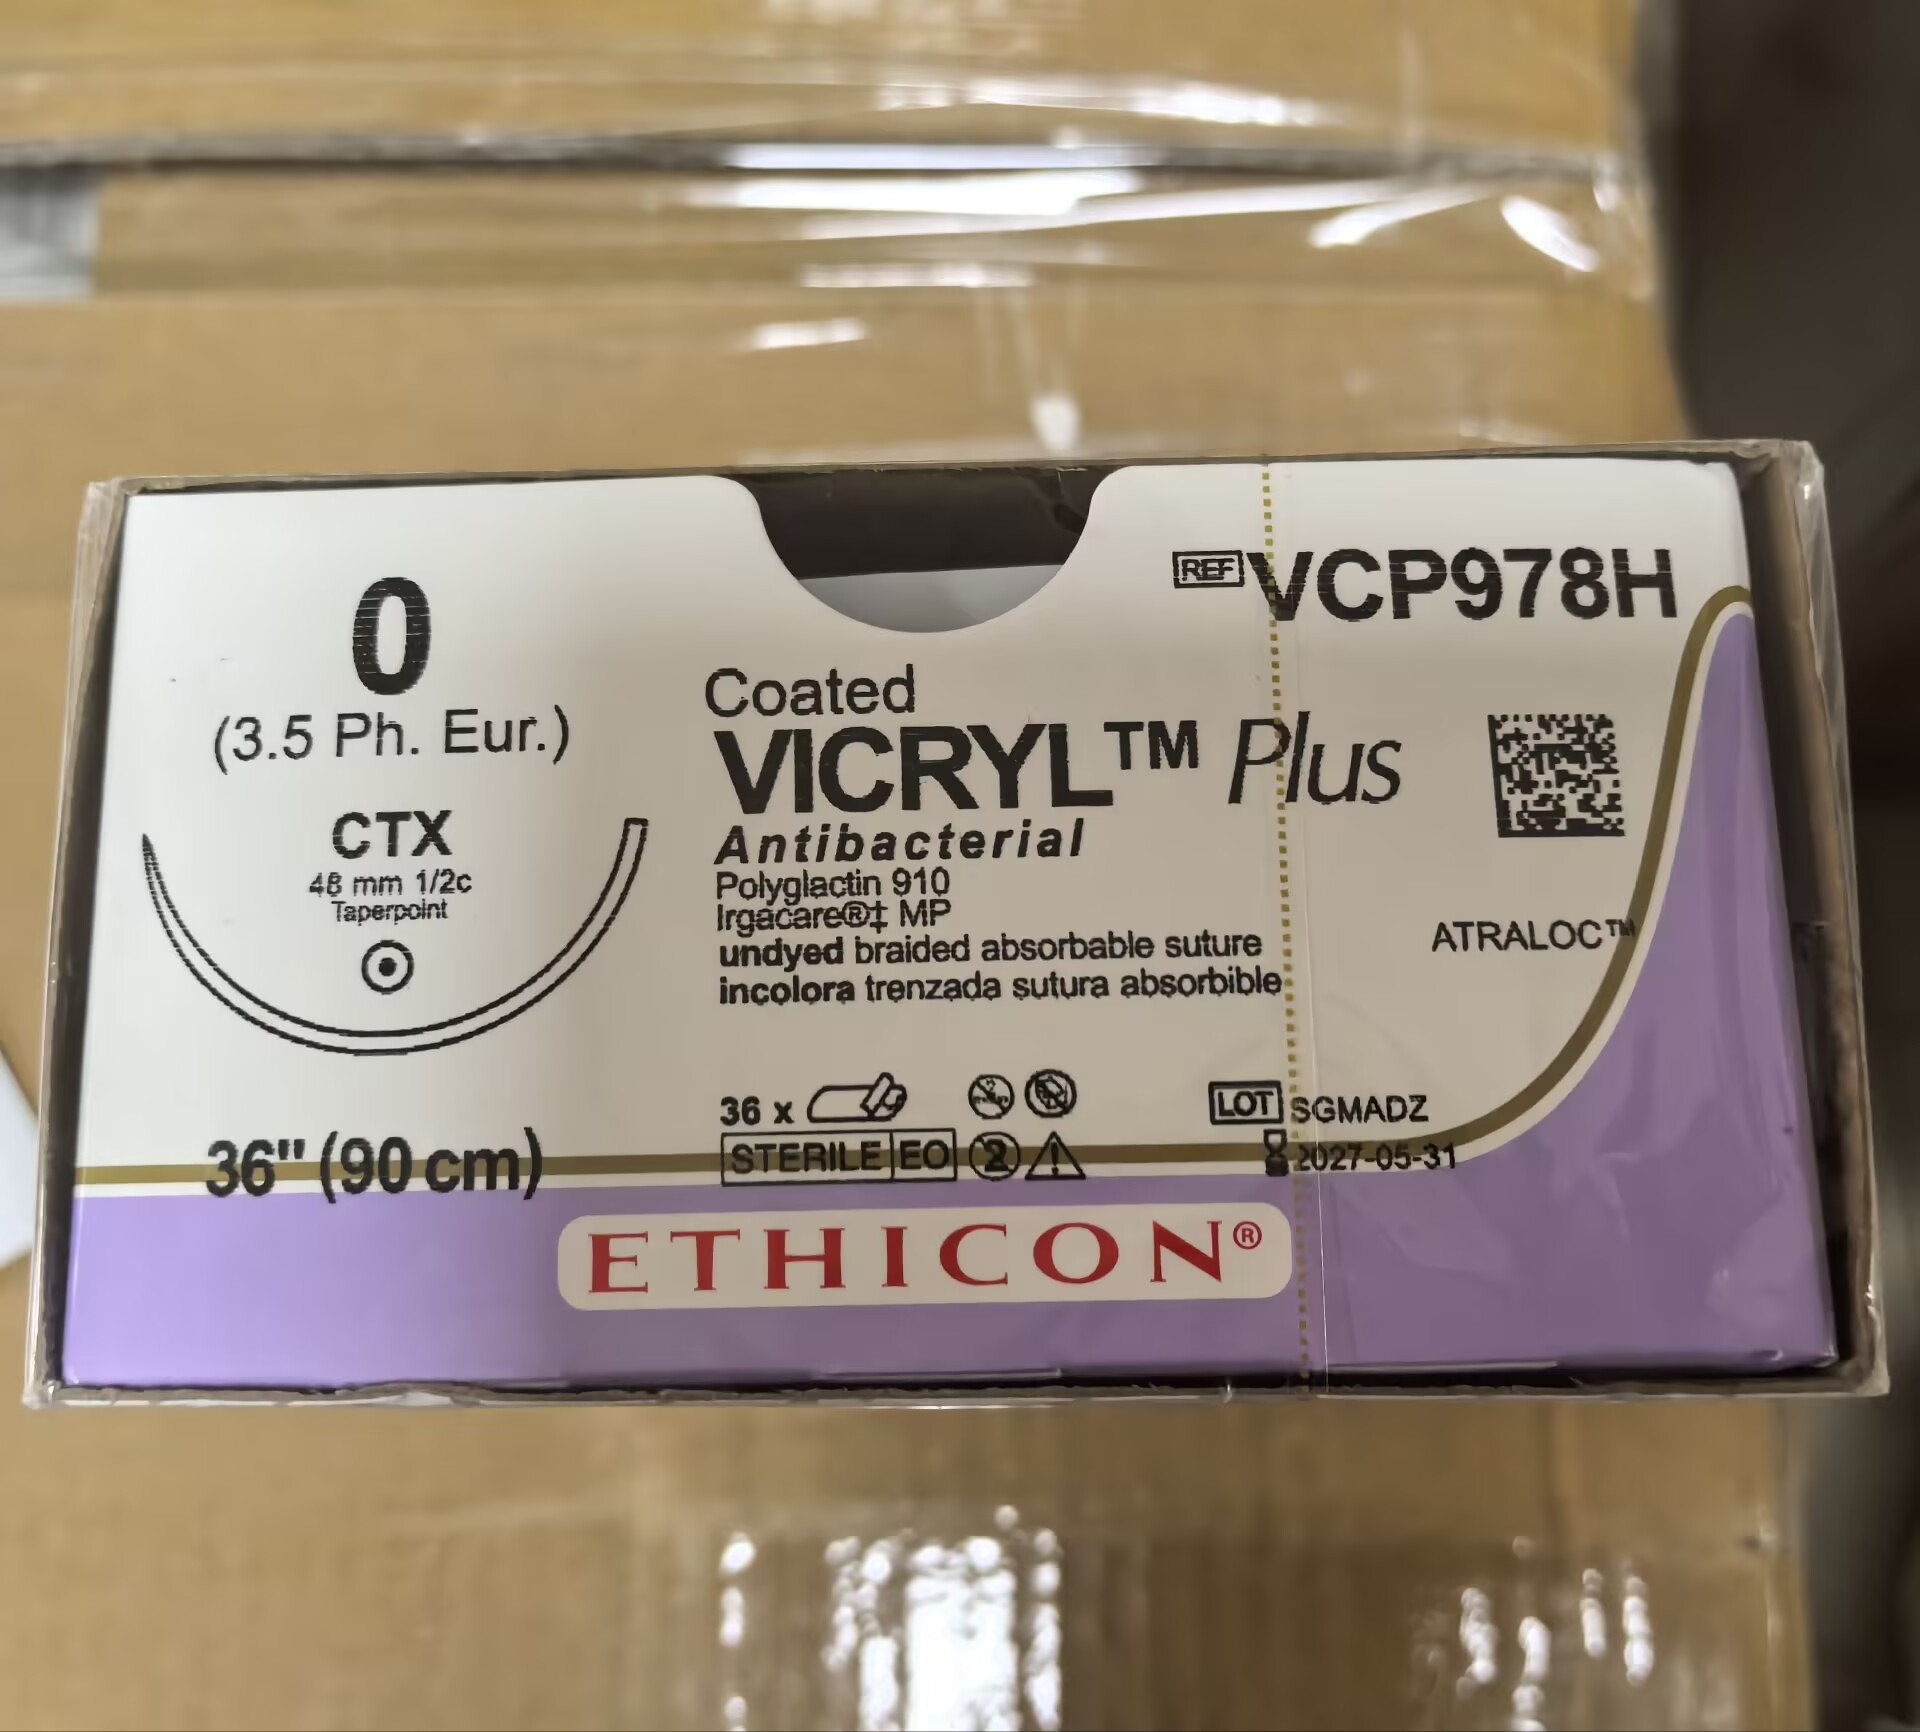 0
(3.5 Ph. Eur.)
CTX
48 mm 1/2c
Taperpoint
36" (90 cm)
REF VCP978H
Coated
VICRYL™ Plus
Antibacterial
Polyglactin 910
Irgacare®‡ MP
undyed braided absorbable suture
incolora trenzada sutura absorbible
ATRALOC™
36 x
STERILE EO
2
LOT SGMADZ
2027-05-31
ETHICON®